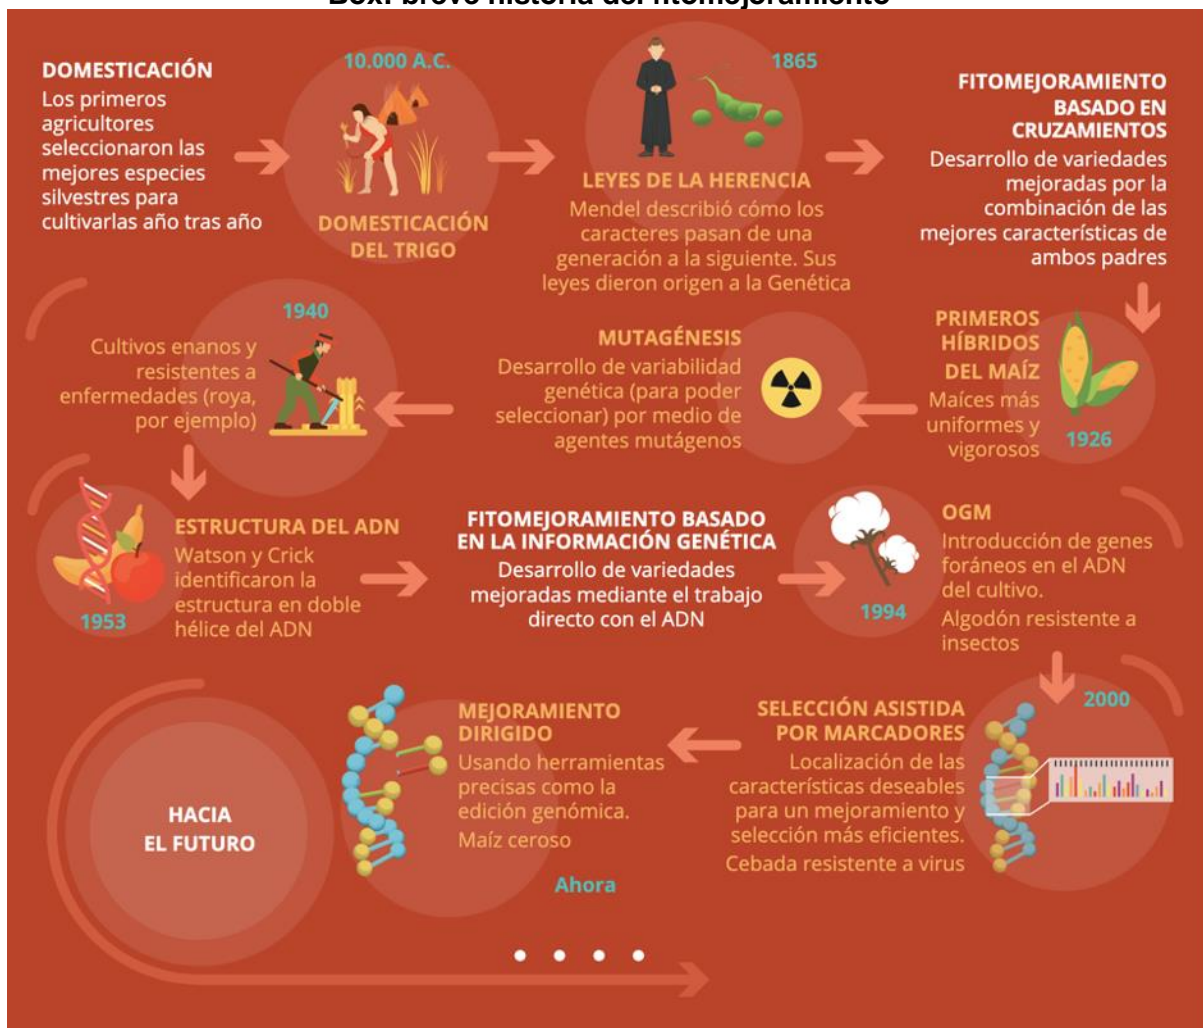 Box: breve historia del fitomejoramiento
DOMESTICACIÓN
Los primeros
agricultores
seleccionaron las
mejores especies
silvestres para
cultivarlas año tras año
10.000 A.C.
DOMESTICACIÓN
DEL TRIGO
1865
LEYES DE LA HERENCIA
Mendel describió cómo los
caracteres pasan de una
generación a la siguiente. Sus
leyes dieron origen a la Genética
FITOMEJORAMIENTO
BASADO EN
CRUZAMIENTOS
Desarrollo de variedades
mejoradas por la
combinación de las
mejores características de
ambos padres
PRIMEROS
HÍBRIDOS
DEL MAÍZ
Maíces más
uniformes y
vigorosos
1926
MUTAGÉNESIS
Desarrollo de variabilidad
genética (para poder
seleccionar) por medio de
agentes mutágenos
1940
Cultivos enanos y
resistentes a
enfermedades (roya,
por ejemplo)
1953
ESTRUCTURA DEL ADN
Watson y Crick
identificaron la
estructura en doble
hélice del ADN
FITOMEJORAMIENTO BASADO
EN LA INFORMACIÓN GENÉTICA
Desarrollo de variedades
mejoradas mediante el trabajo
directo con el ADN
1994
OGM
Introducción de genes
foráneos en el ADN
del cultivo.
Algodón resistente a
insectos
2000
SELECCIÓN ASISTIDA
POR MARCADORES
Localización de las
características deseables
para un mejoramiento y
selección más eficientes.
Cebada resistente a virus
MEJORAMIENTO
DIRIGIDO
Usando herramientas
precisas como la
edición genómica.
Maíz ceroso
Ahora
HACIA
EL FUTURO